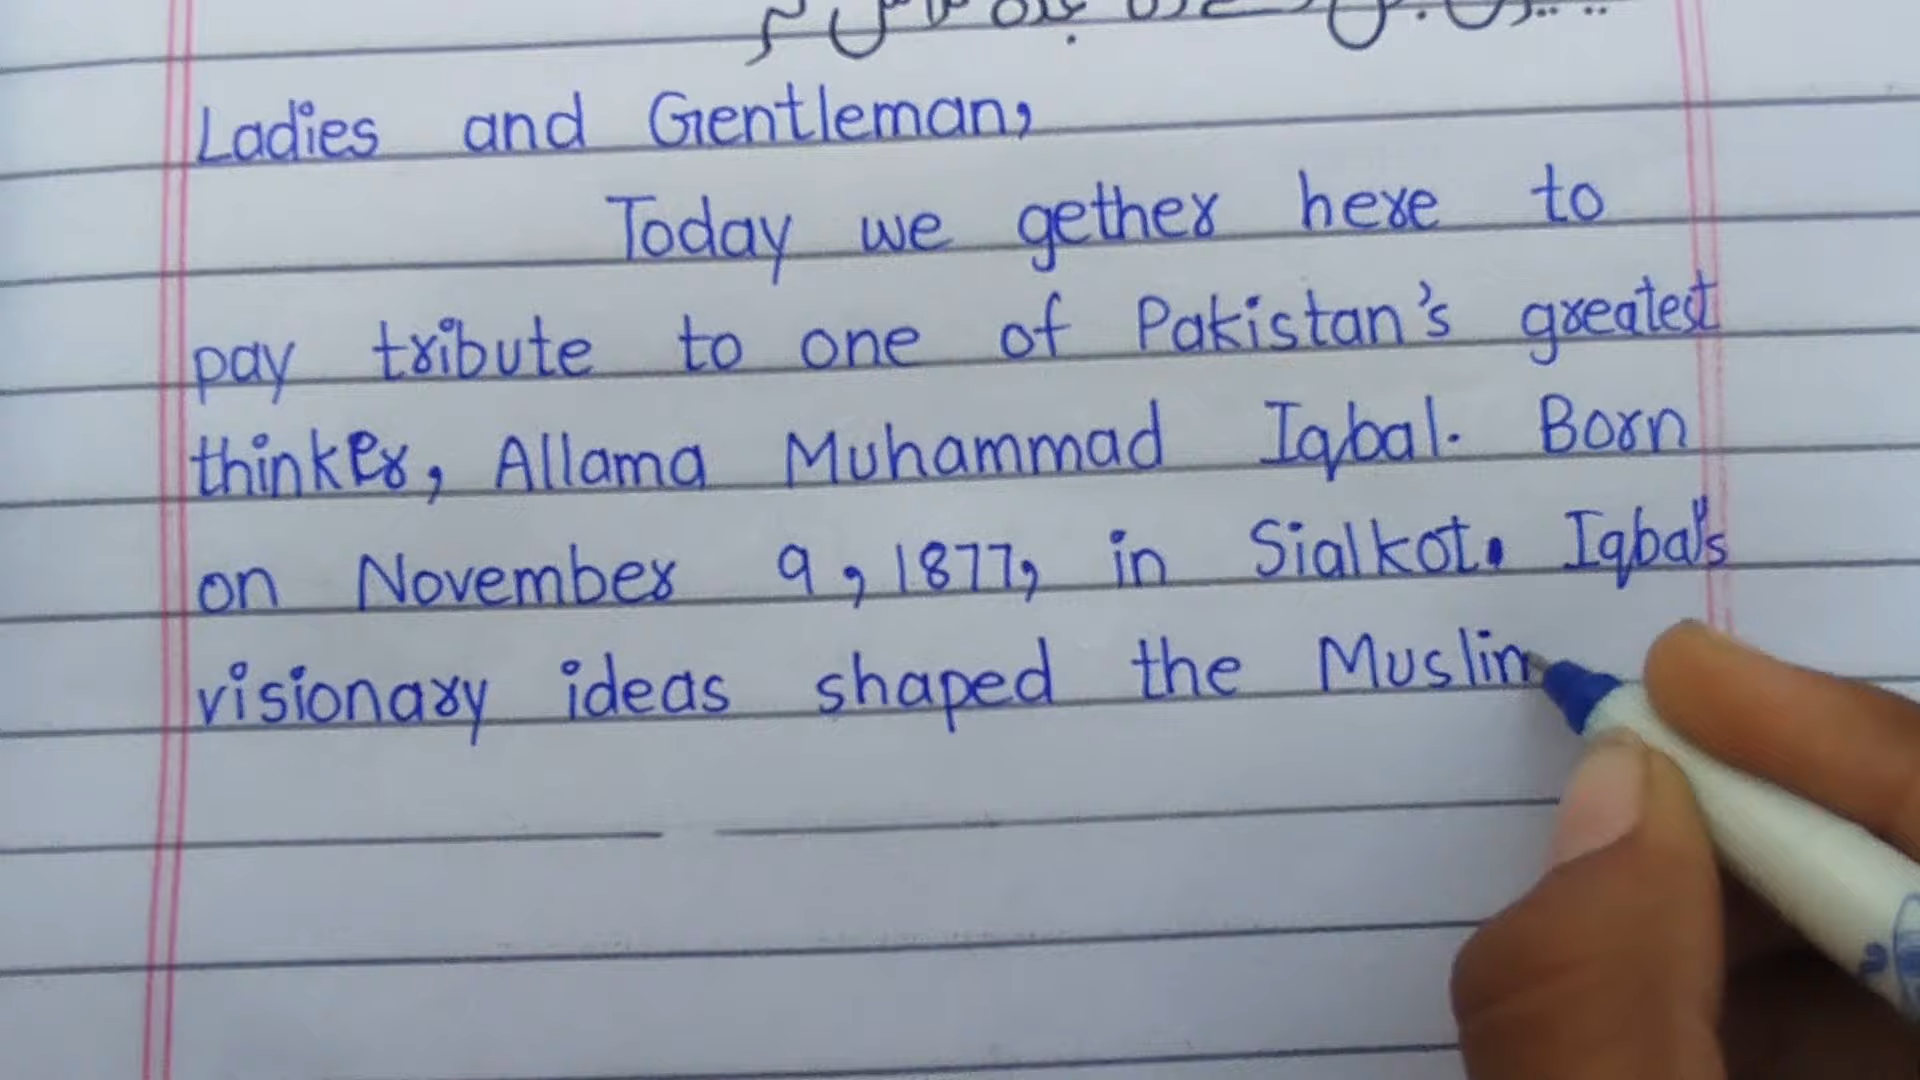 Ladies and Gentleman,
Today we gether here to
pay tribute to one of Pakistan's greatest
thinker, Allama Muhammad Iqbal. Born
on November 9, 1877, in Sialkot. Iqbal's
visionary ideas shaped the Muslim